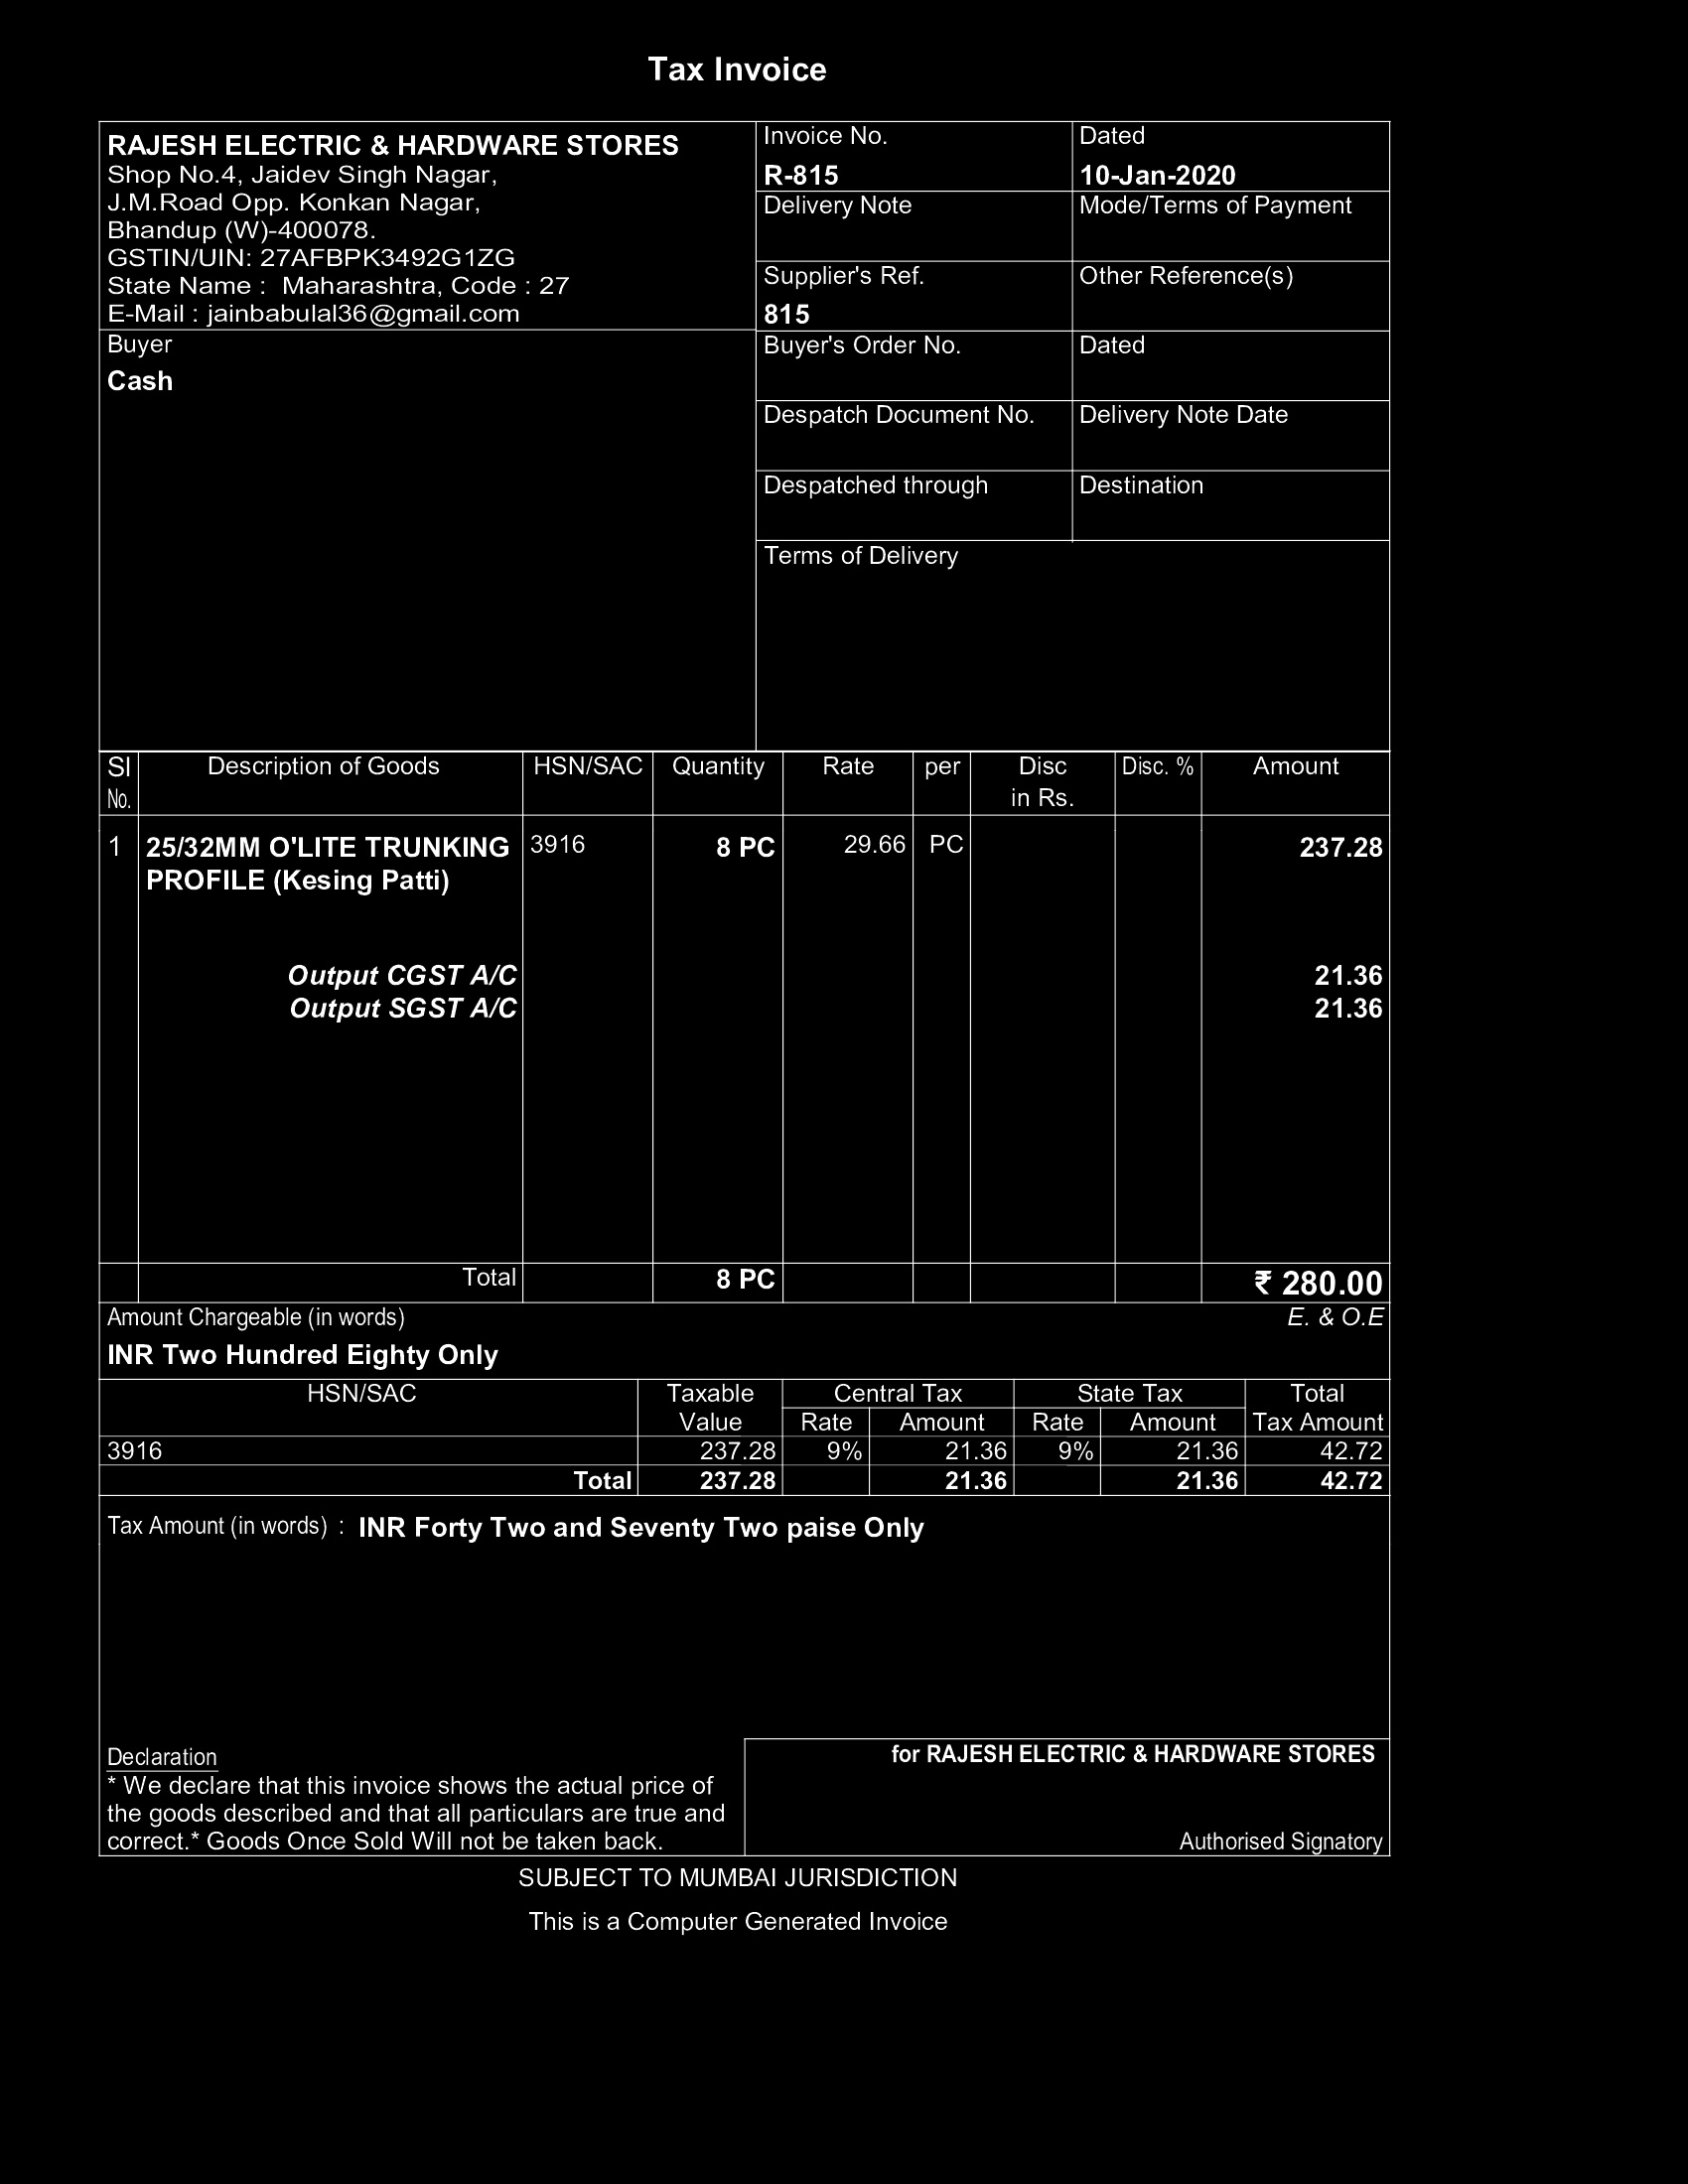 Tax Invoice
RAJESH ELECTRIC & HARDWARE STORES
Shop No.4, Jaidev Singh Nagar,
J.M.Road Opp. Konkan Nagar,
Bhandup (W)-400078.
GSTIN/UIN: 27AFBPK3492G1ZG
State Name :  Maharashtra, Code : 27
E-Mail : jainbabulal36@gmail.com
Buyer
Cash
Invoice No.
R-815
Dated
10-Jan-2020
Delivery Note
Mode/Terms of Payment
Supplier's Ref.
815
Other Reference(s)
Buyer's Order No.
Dated
Despatch Document No.
Delivery Note Date
Despatched through
Destination
Terms of Delivery
Sl No. Description of Goods HSN/SAC Quantity Rate per Disc in Rs. Disc. % Amount
1 25/32MM O'LITE TRUNKING 3916 8 PC 29.66 PC 237.28
PROFILE (Kesing Patti)
Output CGST A/C 21.36
Output SGST A/C 21.36
Total 8 PC ₹ 280.00
Amount Chargeable (in words) E. & O.E
INR Two Hundred Eighty Only
HSN/SAC Taxable Central Tax State Tax Total
Value Rate Amount Rate Amount Tax Amount
3916 237.28 9% 21.36 9% 21.36 42.72
Total 237.28 21.36 21.36 42.72
Tax Amount (in words) : INR Forty Two and Seventy Two paise Only
Declaration
* We declare that this invoice shows the actual price of
the goods described and that all particulars are true and
correct.* Goods Once Sold Will not be taken back.
for RAJESH ELECTRIC & HARDWARE STORES
Authorised Signatory
SUBJECT TO MUMBAI JURISDICTION
This is a Computer Generated Invoice